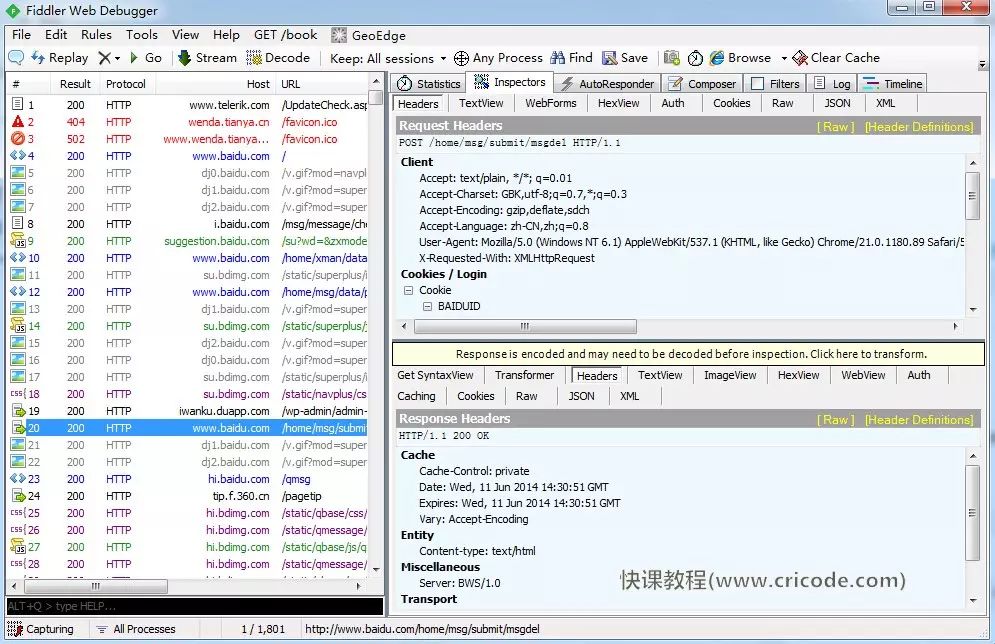 Fiddler Web Debugger
File Edit Rules Tools View Help GET /book GeoEdge
Replay Go Stream Decode Keep: All sessions Any Process Find Save Browse Clear Cache
# Result Protocol Host URL
1 200 HTTP www.telerik.com /UpdateCheck.asp
2 404 HTTP wenda.tianya.cn /favicon.ico
3 502 HTTP www.wenda.tianya... /favicon.ico
4 200 HTTP www.baidu.com /
5 200 HTTP dj0.baidu.com /v.gif?mod=navpl
6 200 HTTP dj1.baidu.com /v.gif?mod=super
7 200 HTTP dj2.baidu.com /v.gif?mod=super
8 200 HTTP i.baidu.com /msg/message/che
9 200 HTTP suggestion.baidu.com /su?wd=&zxmode
10 200 HTTP www.baidu.com /home/xman/data
11 200 HTTP su.bdimg.com /static/superplus/i
12 200 HTTP www.baidu.com /home/msg/data/p
13 200 HTTP dj1.baidu.com /v.gif?mod=super
14 200 HTTP su.bdimg.com /static/superplus/j
15 200 HTTP dj2.baidu.com /v.gif?mod=super
16 200 HTTP dj0.baidu.com /v.gif?mod=super
17 200 HTTP su.bdimg.com /static/superplus/i
css 18 200 HTTP su.bdimg.com /static/navplus/cs
19 200 HTTP iwanku.duapp.com /wp-admin/admin-
20 200 HTTP www.baidu.com /home/msg/submi
21 200 HTTP dj1.baidu.com /v.gif?mod=super
22 200 HTTP dj2.baidu.com /v.gif?mod=super
23 200 HTTP hi.baidu.com /qmsg
24 200 HTTP tip.f.360.cn /pagetip
css 25 200 HTTP hi.bdimg.com /static/qbase/css/
css 26 200 HTTP hi.bdimg.com /static/qmessage/
27 200 HTTP hi.bdimg.com /static/qbase/js/q
css 28 200 HTTP hi.bdimg.com /static/qmessage/
ALT+Q > type HELP...
Statistics Inspectors AutoResponder Composer Filters Log Timeline
Headers TextView WebForms HexView Auth Cookies Raw JSON XML
Request Headers [ Raw ] [Header Definitions]
POST /home/msg/submit/msgdel HTTP/1.1
Client
Accept: text/plain, */*; q=0.01
Accept-Charset: GBK,utf-8;q=0.7,*;q=0.3
Accept-Encoding: gzip,deflate,sdch
Accept-Language: zh-CN,zh;q=0.8
User-Agent: Mozilla/5.0 (Windows NT 6.1) AppleWebKit/537.1 (KHTML, like Gecko) Chrome/21.0.1180.89 Safari/5
X-Requested-With: XMLHttpRequest
Cookies / Login
Cookie
BAIDUID
Response is encoded and may need to be decoded before inspection. Click here to transform.
Get SyntaxView Transformer Headers TextView ImageView HexView WebView Auth
Caching Cookies Raw JSON XML
Response Headers [ Raw ] [Header Definitions]
HTTP/1.1 200 OK
Cache
Cache-Control: private
Date: Wed, 11 Jun 2014 14:30:51 GMT
Expires: Wed, 11 Jun 2014 14:30:51 GMT
Vary: Accept-Encoding
Entity
Content-type: text/html
Miscellaneous
Server: BWS/1.0
Transport
快课教程(www.cricode.com)
Capturing All Processes 1 / 1,801 http://www.baidu.com/home/msg/submit/msgdel